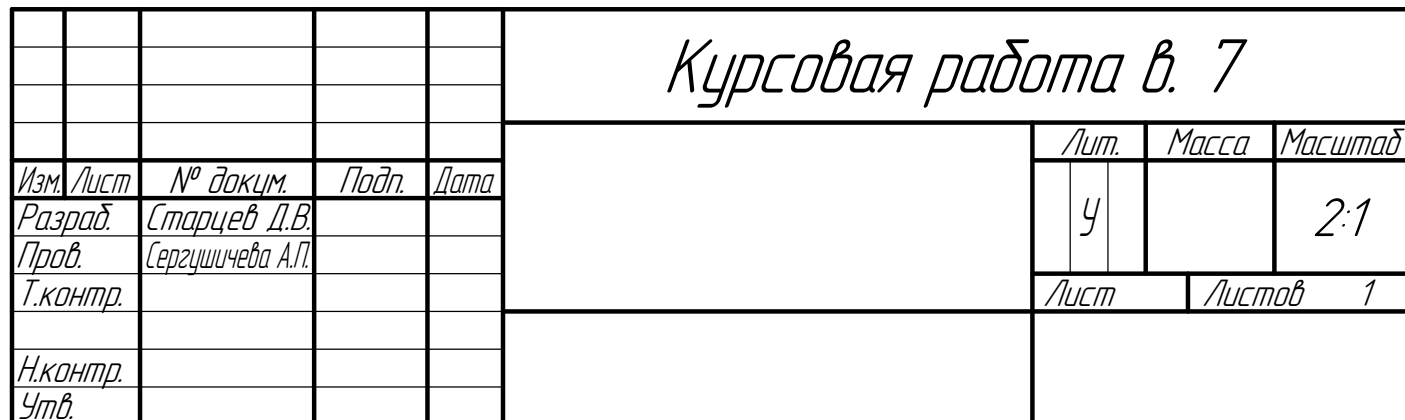 Курсовая работа в. 7
Лит. Масса Масштаб
Изм. Лист № докум. Подп. Дата
У 2:1
Разраб. Старцев Д.В.
Пров. Сергушичева А.П.
Т.контр.
Лист Листов 1
Н.контр.
Утв.